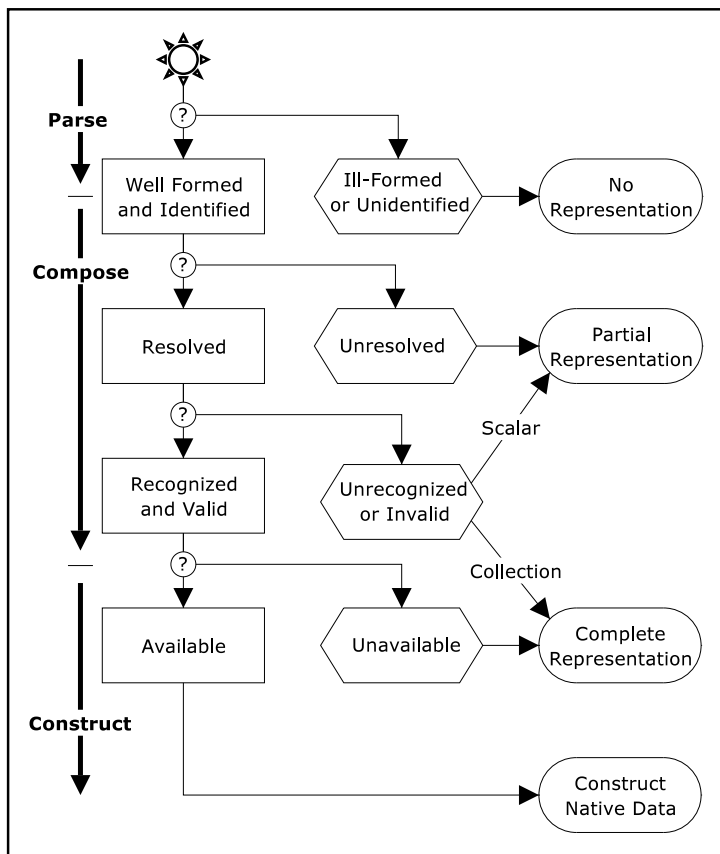 ?
Parse
Well Formed
and Identified
Ill-Formed
or Unidentified
No
Representation
Compose
?
Resolved
Unresolved
Partial
Representation
?
Scalar
Recognized
and Valid
Unrecognized
or Invalid
?
Collection
Available
Unavailable
Complete
Representation
Construct
Construct
Native Data